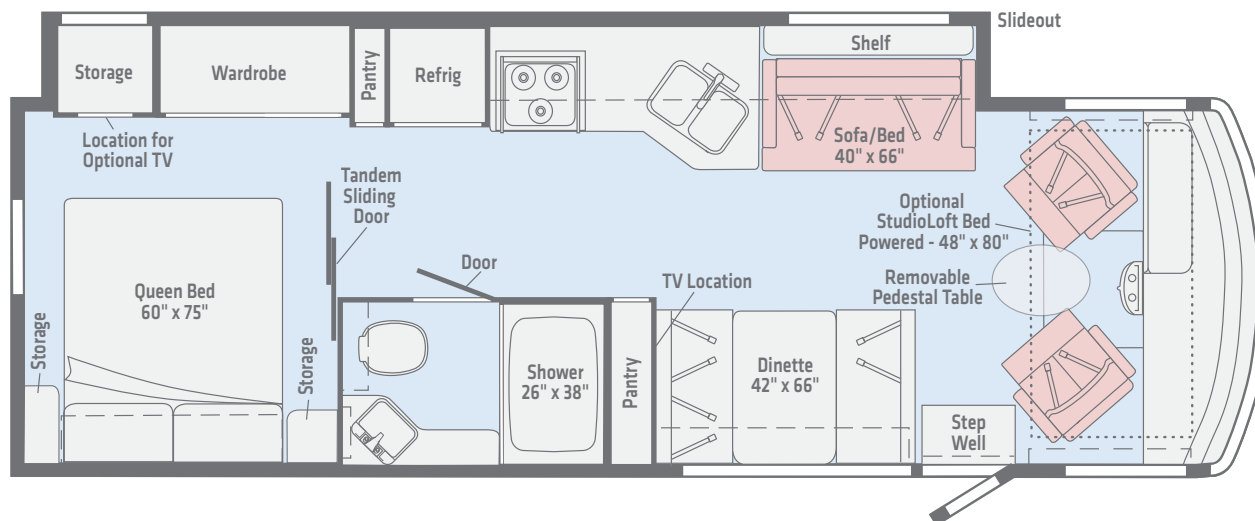 Slideout
Storage
Wardrobe
Pantry
Refrig
Shelf
Sofa/Bed
40" x 66"
Location for
Optional TV
Tandem
Sliding
Door
Door
TV Location
Optional
StudioLoft Bed
Powered - 48" x 80"
Removable
Pedestal Table
Queen Bed
60" x 75"
Storage
Storage
Shower
26" x 38"
Pantry
Dinette
42" x 66"
Step
Well